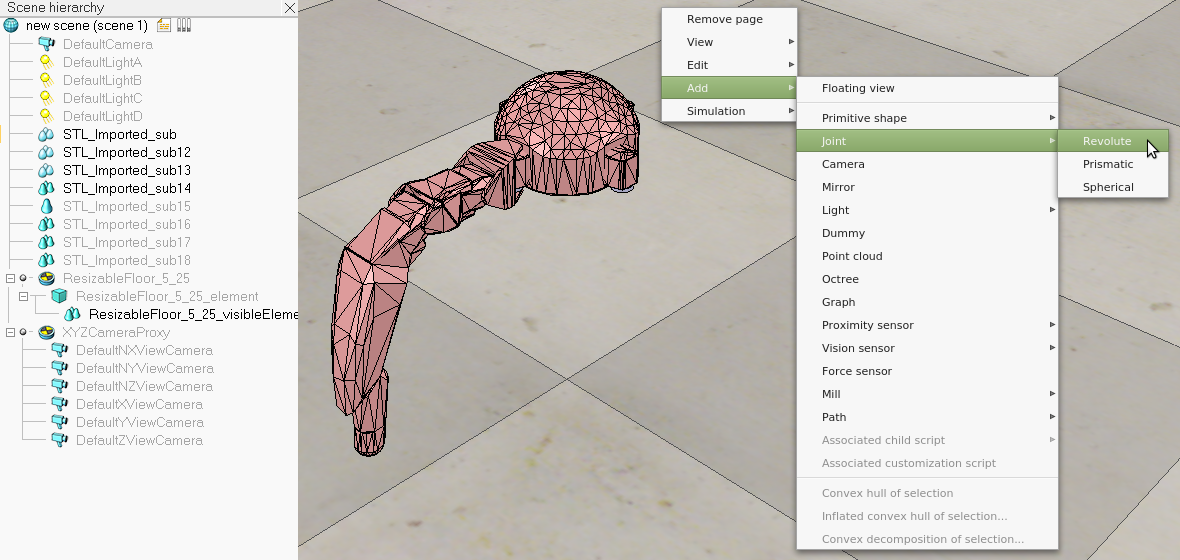 Scene hierarchy
new scene (scene 1)
DefaultCamera
DefaultLightA
DefaultLightB
DefaultLightC
DefaultLightD
STL_Imported_sub
STL_Imported_sub12
STL_Imported_sub13
STL_Imported_sub14
STL_Imported_sub15
STL_Imported_sub16
STL_Imported_sub17
STL_Imported_sub18
ResizableFloor_5_25
ResizableFloor_5_25_element
ResizableFloor_5_25_visibleEleme
XYZCameraProxy
DefaultNXViewCamera
DefaultNYViewCamera
DefaultNZViewCamera
DefaultXViewCamera
DefaultYViewCamera
DefaultZViewCamera
Remove page
View
Edit
Add
Simulation
Floating view
Primitive shape
Joint
Camera
Mirror
Light
Dummy
Point cloud
Octree
Graph
Proximity sensor
Vision sensor
Force sensor
Mill
Path
Associated child script
Associated customization script
Convex hull of selection
Inflated convex hull of selection...
Convex decomposition of selection...
Revolute
Prismatic
Spherical